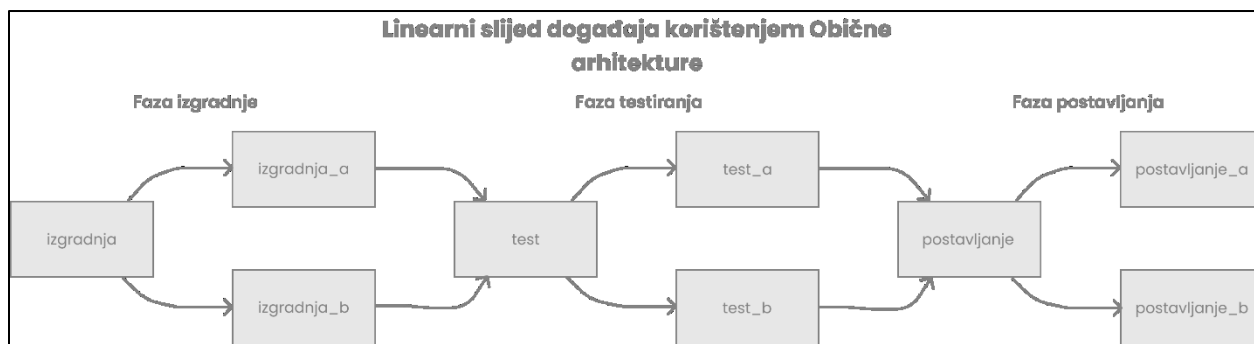 Linearni slijed događaja korištenjem Obične
arhitekture
Faza izgradnje
Faza testiranja
Faza postavljanja
izgradnja_a
test_a
postavljanje_a
izgradnja
test
postavljanje
izgradnja_b
test_b
postavljanje_b